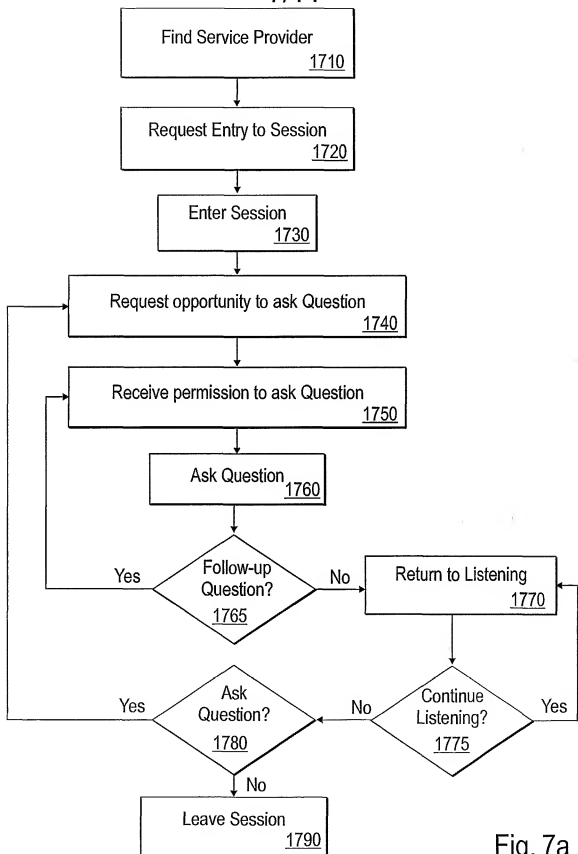 Find Service Provider
1710
Request Entry to Session
1720
Enter Session
1730
Request opportunity to ask Question
1740
Receive permission to ask Question
1750
Ask Question
1760
Follow-up
Question?
1765
Yes
No
Return to Listening
1770
Continue
Listening?
1775
Yes
No
Ask
Question?
1780
Yes
No
Leave Session
1790
Fig. 7a